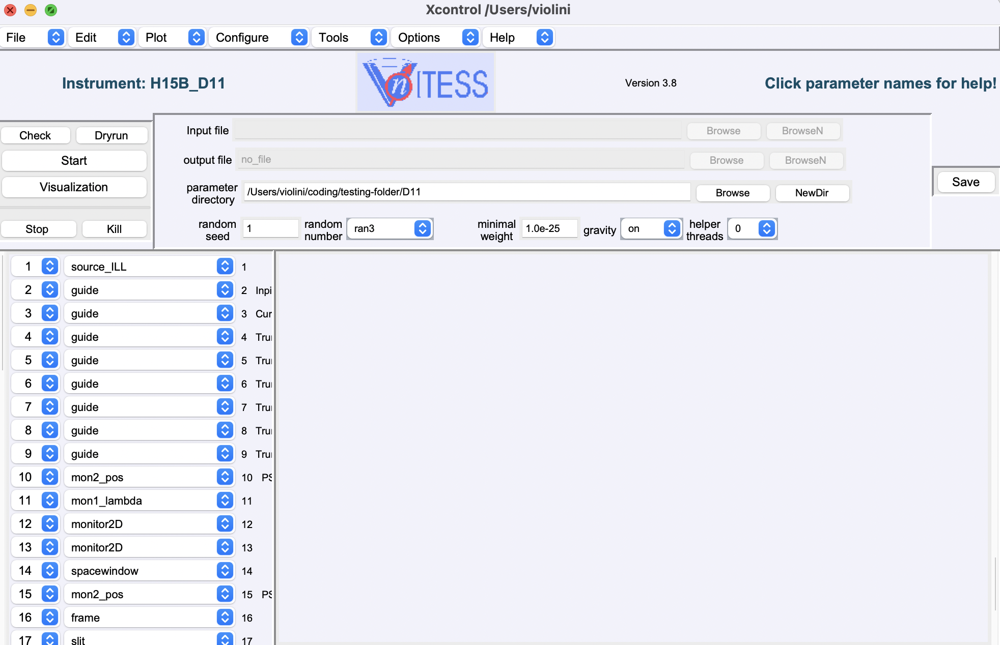 Xcontrol /Users/violini
File Edit Plot Configure Tools Options Help
Instrument: H15B_D11
VnITESS
Version 3.8
Click parameter names for help!
Check Dryrun
Start
Visualization
Stop Kill
Input file Browse BrowseN
output file no_file Browse BrowseN
parameter directory /Users/violini/coding/testing-folder/D11 Browse NewDir
random seed 1 random number ran3 minimal weight 1.0e-25 gravity on helper threads 0
Save
1 source_ILL 1
2 guide 2 Inpi
3 guide 3 Cur
4 guide 4 Tru
5 guide 5 Tru
6 guide 6 Tru
7 guide 7 Tru
8 guide 8 Tru
9 guide 9 Tru
10 mon2_pos 10 PS
11 mon1_lambda 11
12 monitor2D 12
13 monitor2D 13
14 spacewindow 14
15 mon2_pos 15 PS
16 frame 16
17 slit 17